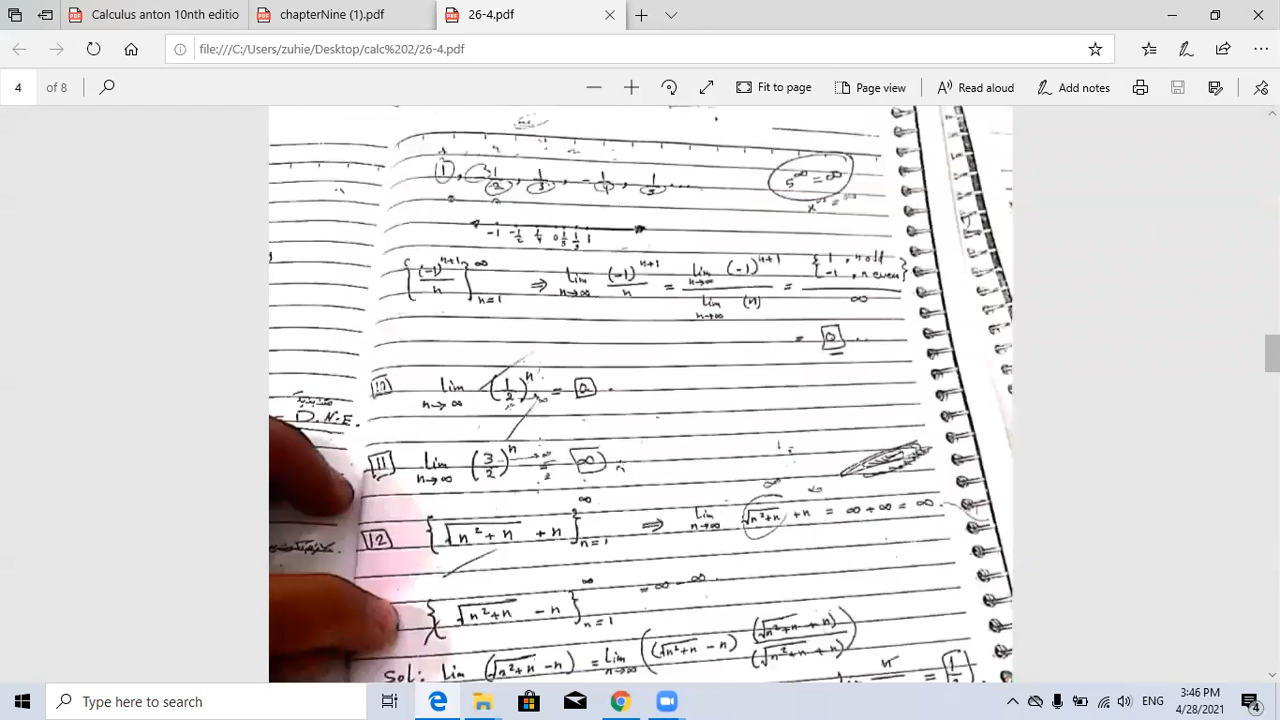 Calculus anton 10th editio
chapterNine (1).pdf
26-4.pdf
file:///C:/Users/zuhie/Desktop/calc%202/26-4.pdf
4 of 8
Fit to page
Page view
Read aloud
Add notes
1, -1/2, 1/3, -1/4, 1/5 ....
5^∞ = ∞
-1 -1/2 -1/4 0 1/5 1/3 1
{(-1)^{n+1}/n}_{n=1}^{∞} ⇒ lim_{n→∞} (-1)^{n+1}/n = lim_{n→∞} (-1)^{n+1} / lim_{n→∞} (n) = {1, n odd, -1, n even} / ∞
= 0 ..
10 lim_{n→∞} (1/2)^n = 0 .
D.N.E.
11 lim_{n→∞} (3/2)^n = ∞
12 {√(n²+n) + n}_{n=1}^{∞} ⇒ lim_{n→∞} √(n²+n) + n = ∞ + ∞ = ∞ .
{√(n²+n) - n}_{n=1}^{∞} = ∞ - ∞
Sol: lim (√(n²+n) - n) = lim_{n→∞} ((√(n²+n) - n) (√(n²+n) + n)/(√(n²+n) + n))
Type here to search
ENG
3:46 PM
4/28/2021
4